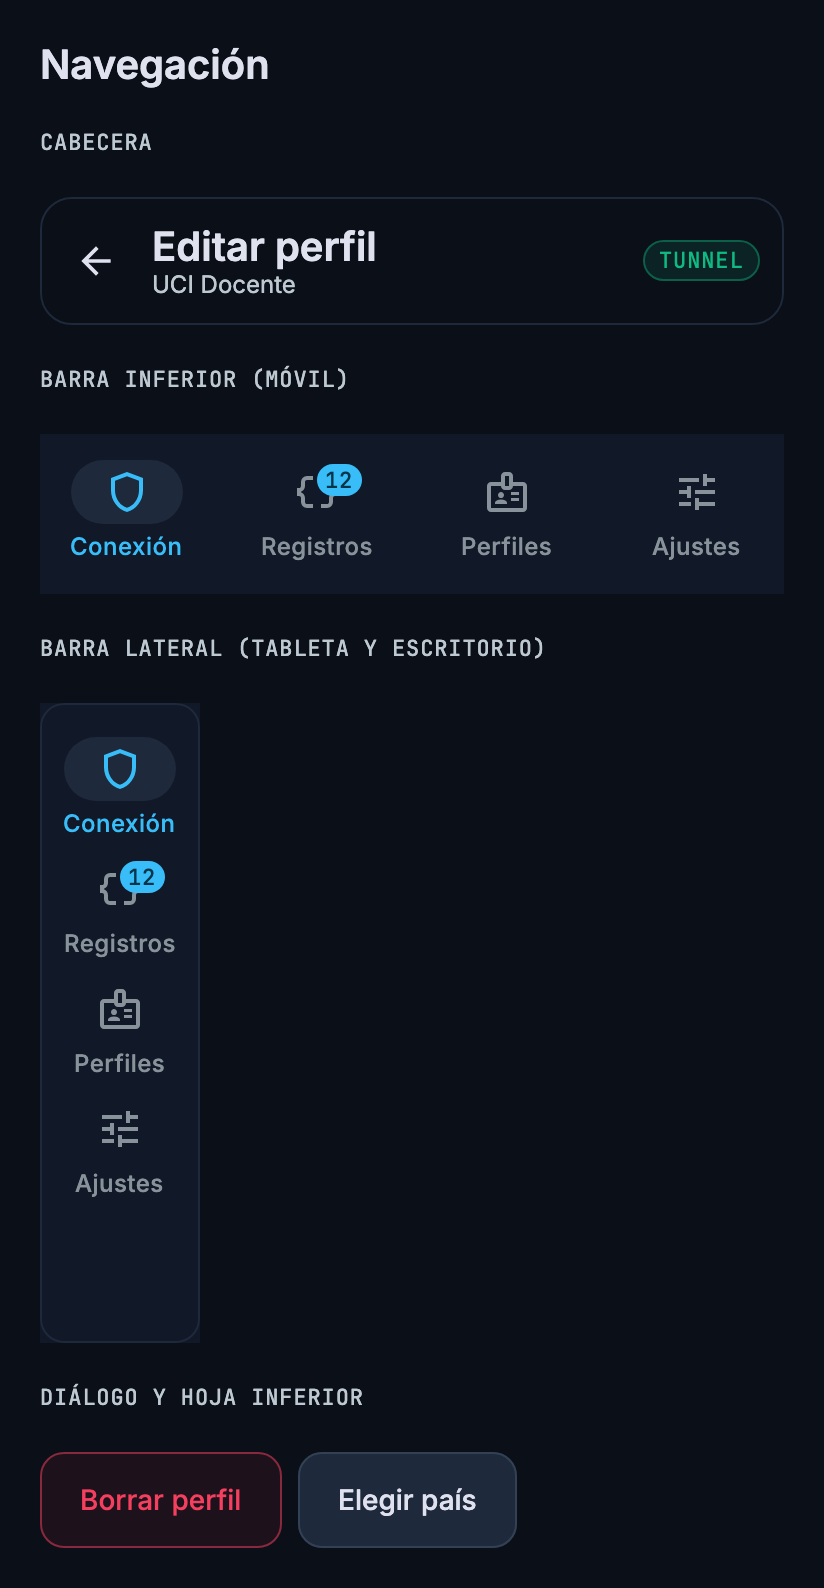 Navegación
CABECERA
Editar perfil
UCI Docente
TUNNEL
BARRA INFERIOR (MÓVIL)
12
Conexión
Registros
Perfiles
Ajustes
BARRA LATERAL (TABLETA Y ESCRITORIO)
Conexión
12
Registros
Perfiles
Ajustes
DIÁLOGO Y HOJA INFERIOR
Borrar perfil
Elegir país